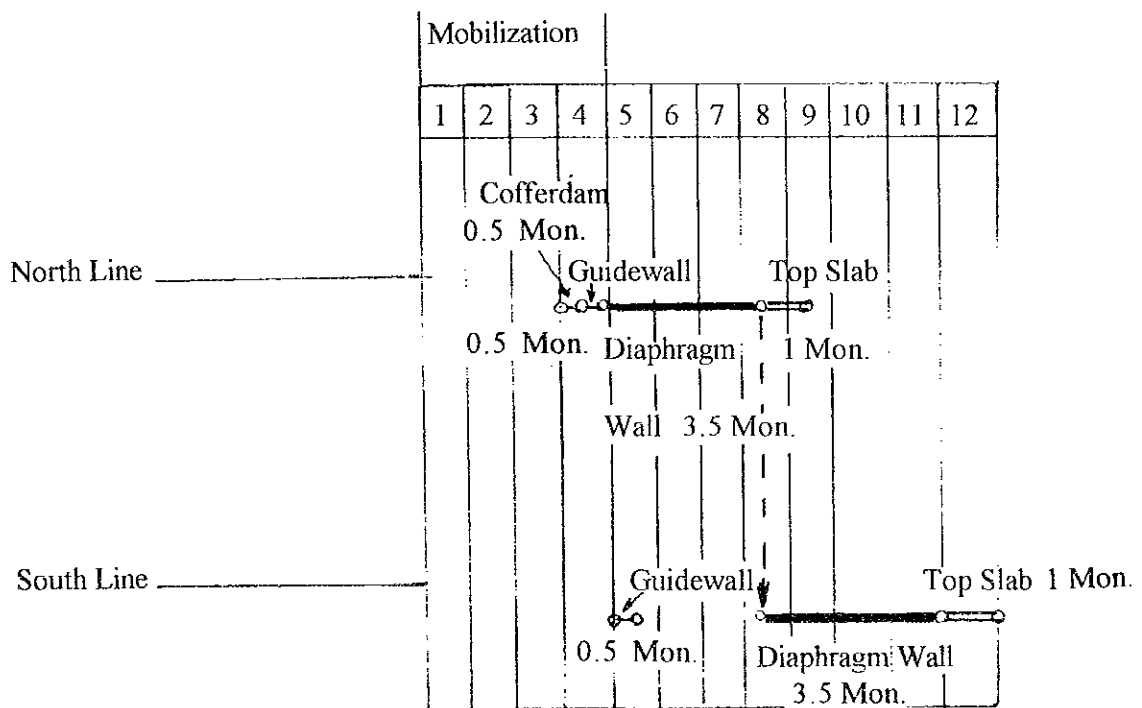 Mobilization
1 2 3 4 5 6 7 8 9 10 11 12
Cofferdam
0.5 Mon.
North Line
Guidewall
Top Slab
0.5 Mon.
Diaphragm
1 Mon.
Wall 3.5 Mon.
South Line
Guidewall
Top Slab 1 Mon.
0.5 Mon.
Diaphragm Wall
3.5 Mon.